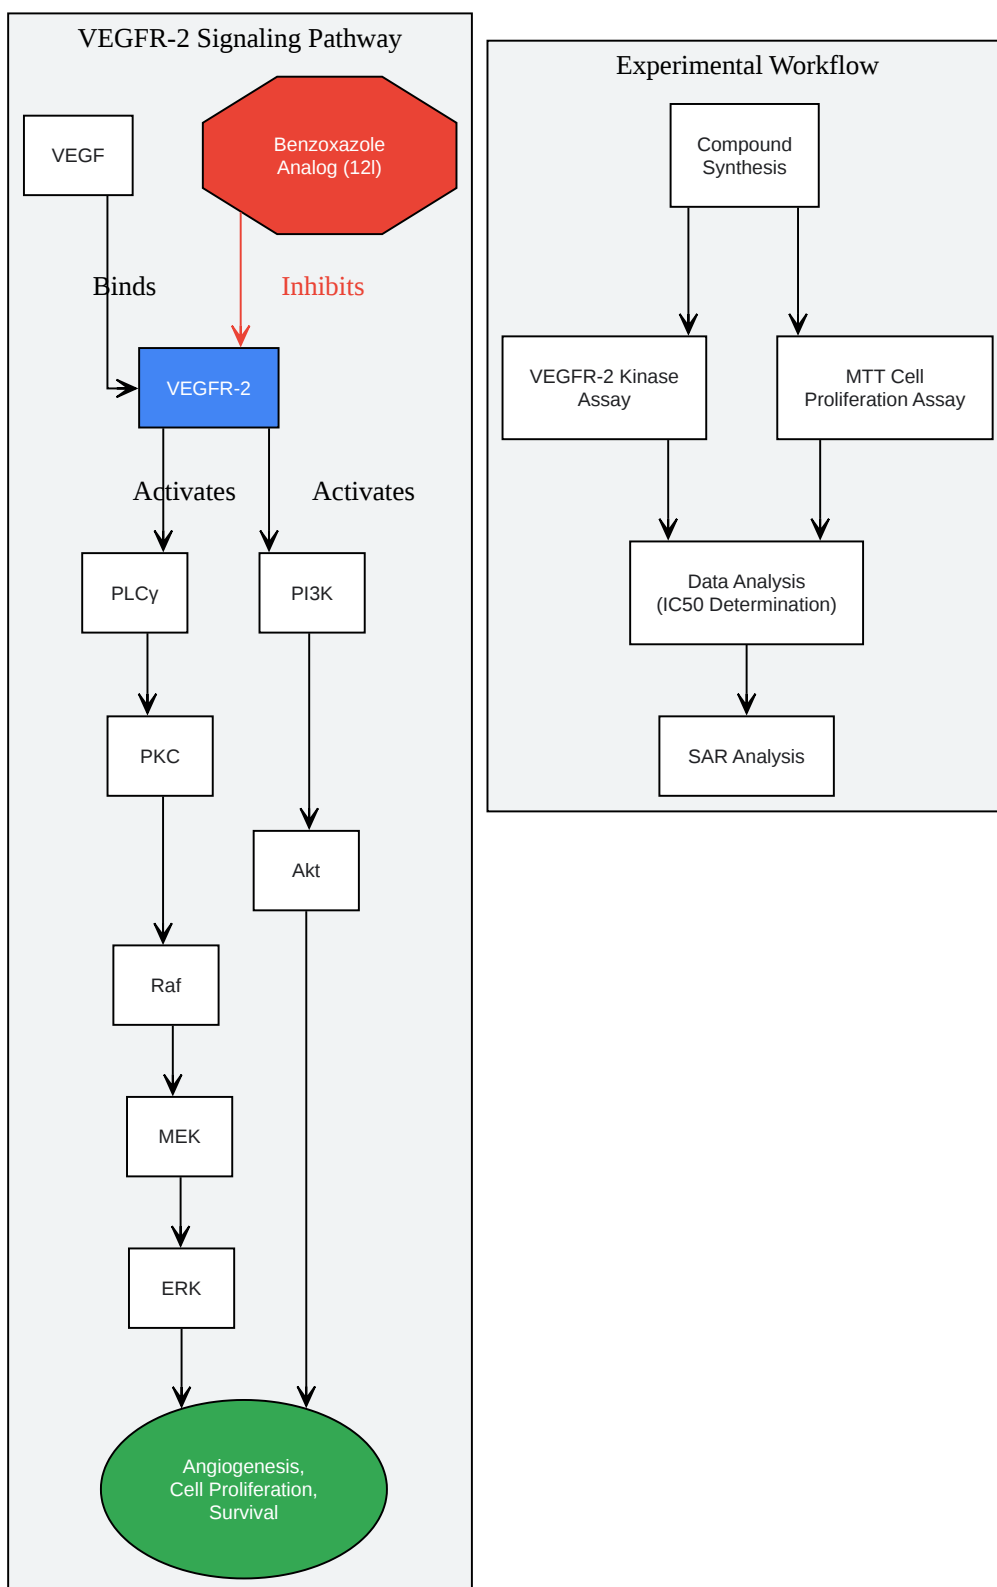 VEGFR-2 Signaling Pathway
VEGF
Benzoxazole
Analog (12l)
Binds
Inhibits
VEGFR-2
Activates
Activates
PLCγ
PI3K
PKC
Akt
Raf
MEK
ERK
Angiogenesis,
Cell Proliferation,
Survival
Experimental Workflow
Compound
Synthesis
VEGFR-2 Kinase
Assay
MTT Cell
Proliferation Assay
Data Analysis
(IC50 Determination)
SAR Analysis